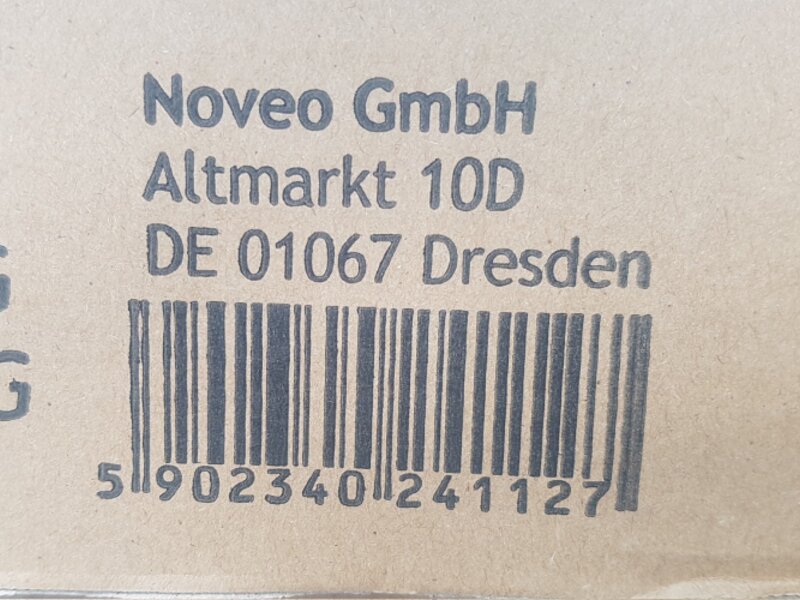 Noveo GmbH
Altmarkt 10D
DE 01067 Dresden
G
5 902340 241127